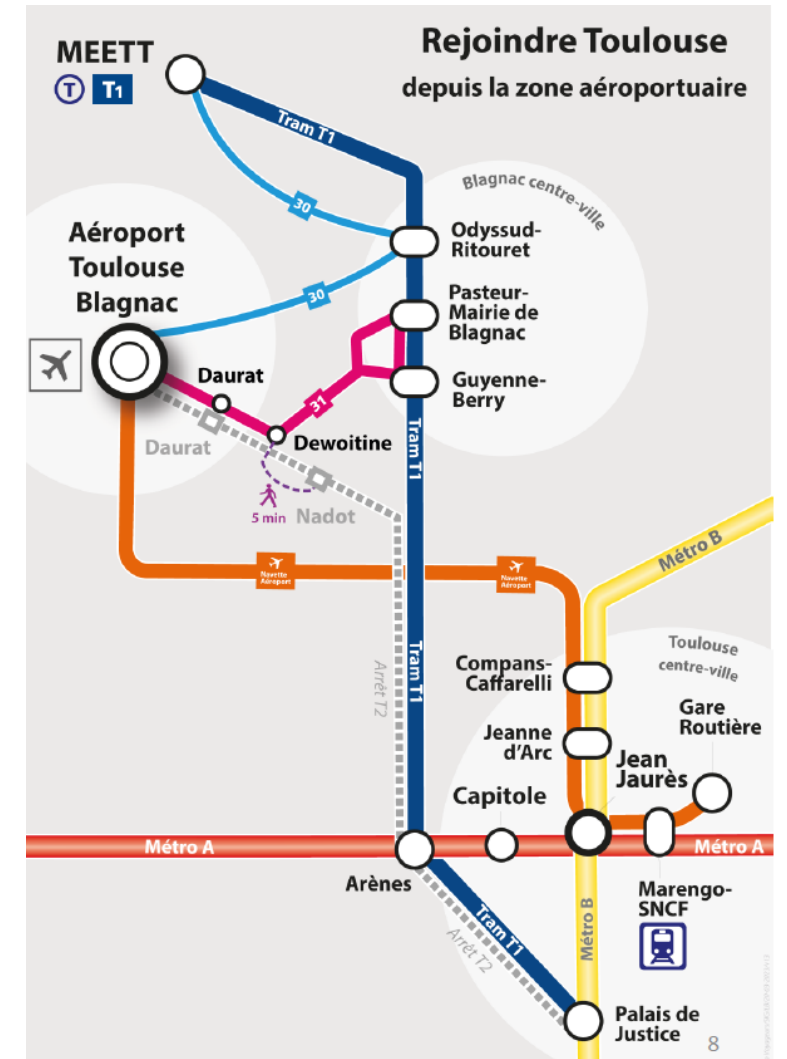 Rejoindre Toulouse
depuis la zone aéroportuaire
MEETT
T T1
Tram T1
Blagnac centre-ville
30
Odyssud-
Ritouret
Aéroport
Toulouse
Blagnac
30
Pasteur-
Mairie de
Blagnac
Daurat
Guyenne-
Berry
31
Daurat
Dewoitine
Tram T1
5 min
Nadot
Métro B
Navette
Aéroport
Navette
Aéroport
Toulouse
centre-ville
Compans-
Caffarelli
Tram T1
Arrêt T2
Gare
Routière
Jeanne
d'Arc
Jean
Jaurès
Capitole
Métro A
Métro A
Arènes
Marengo-
SNCF
Métro B
Tram T1
Arrêt T2
Palais de
Justice
8